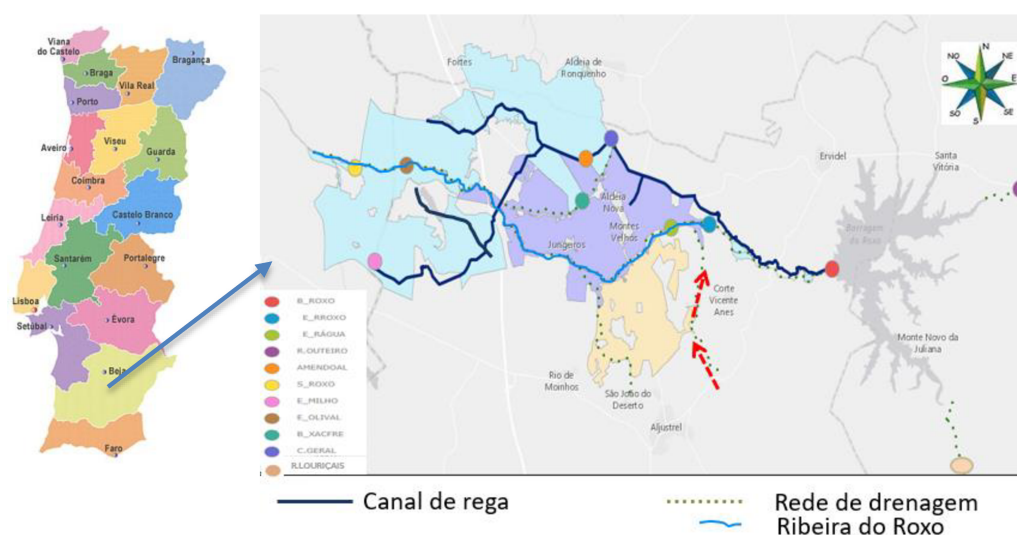 Viana
do Castelo
Bragança
Braga
Vila Real
Porto
Viseu
Aveiro
Guarda
Coimbra
Castelo Branco
Leiria
Santarém
Portalegre
Lisboa
Setúbal
Évora
Beja
Faro
N
NO
NE
O
E
SO
SE
S
Fortes
Aldeia de
Ronquenho
Ervidel
Santa
Vitória
Aldeia
Nova
Montes
Velhos
Jungeiros
Barragem
do Roxo
Corte
Vicente
Anes
Monte Novo da
Juliana
Rio de
Moinhos
São João do
Deserto
Aljustrel
B_ROXO
E_RROXO
E_RÁGUA
R.OUTEIRO
AMENDOAL
S_ROXO
E_MILHO
E_OLIVAL
B_XACFRE
C.GERAL
R.LOURIÇAIS
Canal de rega
Rede de drenagem
Ribeira do Roxo